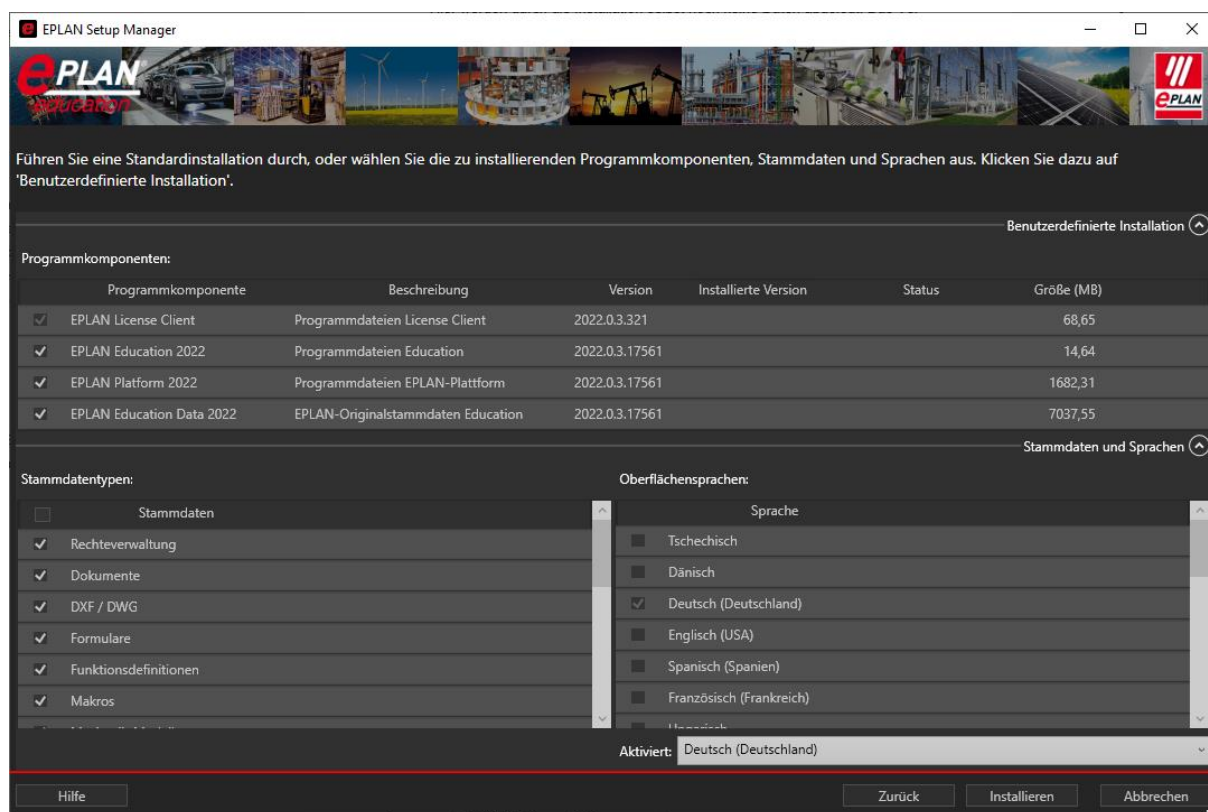 EPLAN Setup Manager
ePLAN
education
ePLAN
Führen Sie eine Standardinstallation durch, oder wählen Sie die zu installierenden Programmkomponenten, Stammdaten und Sprachen aus. Klicken Sie dazu auf
'Benutzerdefinierte Installation'.
Benutzerdefinierte Installation
Programmkomponenten:
Programmkomponente Beschreibung Version Installierte Version Status Größe (MB)
EPLAN License Client Programmdateien License Client 2022.0.3.321 68,65
EPLAN Education 2022 Programmdateien Education 2022.0.3.17561 14,64
EPLAN Platform 2022 Programmdateien EPLAN-Plattform 2022.0.3.17561 1682,31
EPLAN Education Data 2022 EPLAN-Originalstammdaten Education 2022.0.3.17561 7037,55
Stammdaten und Sprachen
Stammdatentypen: Oberflächensprachen:
Stammdaten Sprache
Rechteverwaltung Tschechisch
Dokumente Dänisch
DXF / DWG Deutsch (Deutschland)
Formulare Englisch (USA)
Funktionsdefinitionen Spanisch (Spanien)
Makros Französisch (Frankreich)
Aktiviert: Deutsch (Deutschland)
Hilfe Zurück Installieren Abbrechen